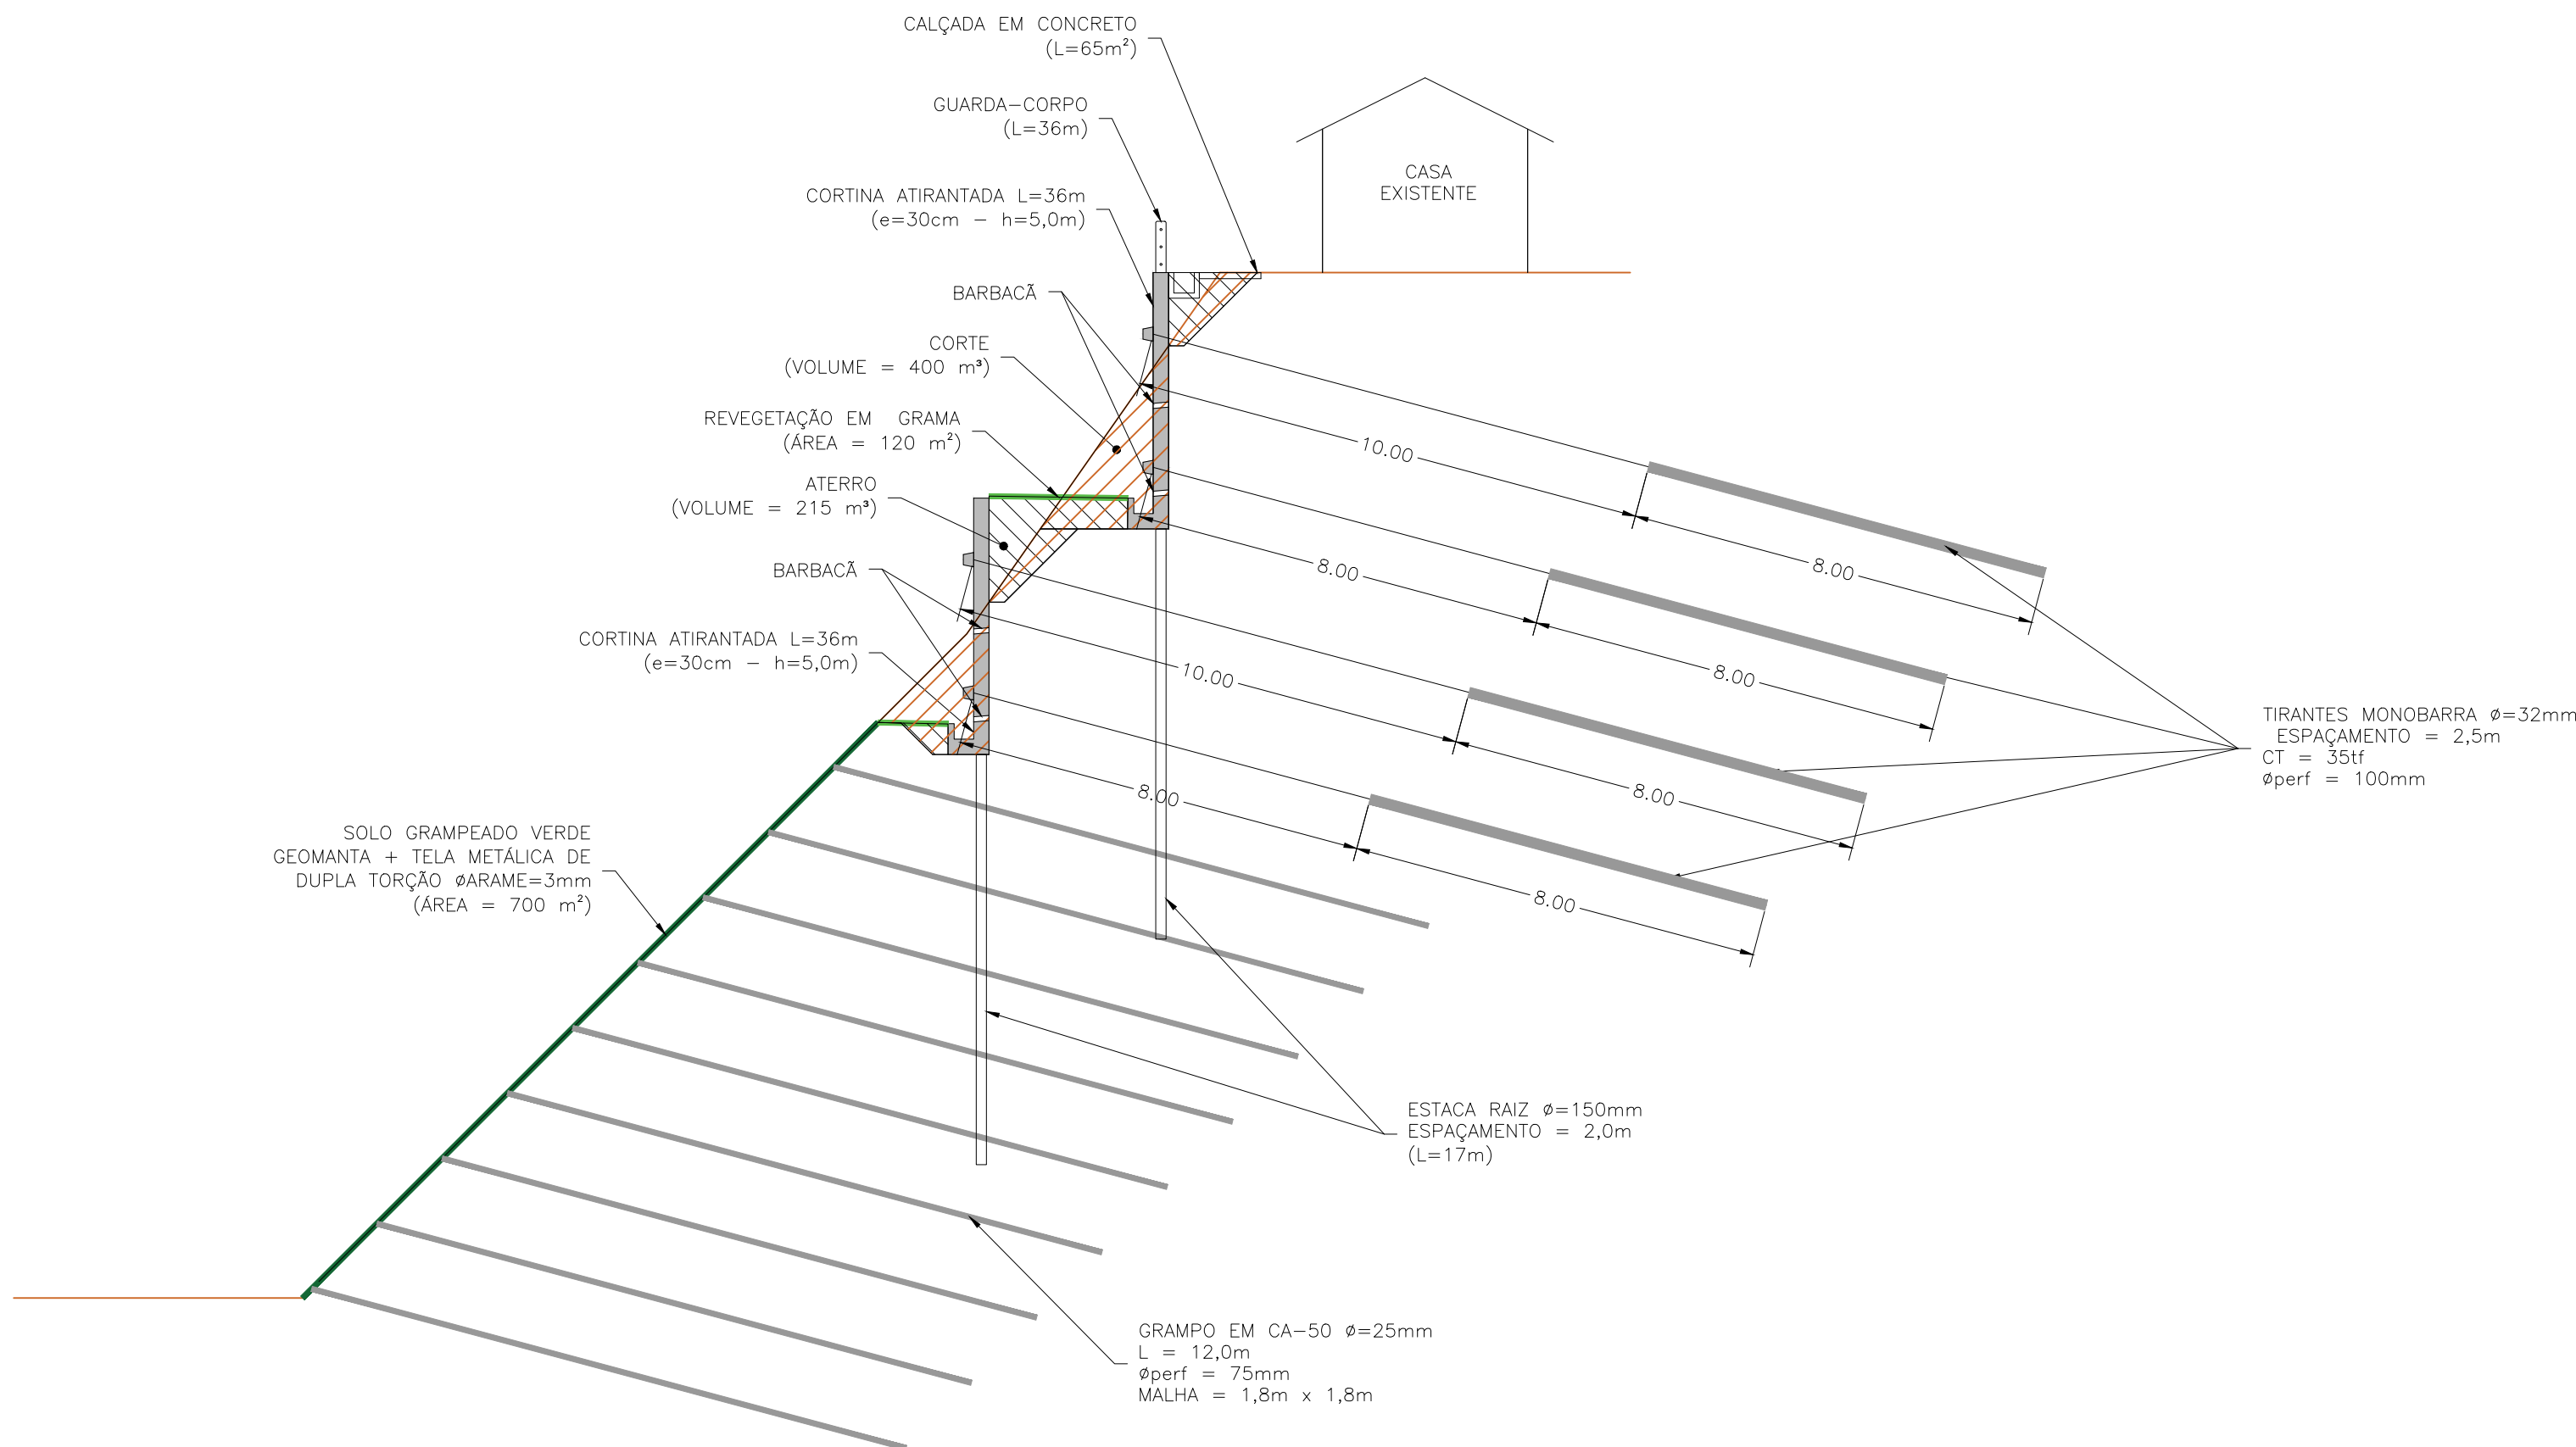 CALÇADA EM CONCRETO
(L=65m²)
GUARDA-CORPO
(L=36m)
CASA
EXISTENTE
CORTINA ATIRANTADA L=36m
(e=30cm - h=5,0m)
BARBACÃ
CORTE
(VOLUME = 400 m³)
REVEGETAÇÃO EM GRAMA
(ÁREA = 120 m²)
ATERRO
(VOLUME = 215 m³)
BARBACÃ
CORTINA ATIRANTADA L=36m
(e=30cm - h=5,0m)
10.00
8.00
8.00
8.00
10.00
8.00
8.00
8.00
TIRANTES MONOBARRA ø=32mm
ESPAÇAMENTO = 2,5m
CT = 35tf
øperf = 100mm
SOLO GRAMPEADO VERDE
GEOMANTA + TELA METÁLICA DE
DUPLA TORÇÃO øARAME=3mm
(ÁREA = 700 m²)
ESTACA RAIZ ø=150mm
ESPAÇAMENTO = 2,0m
(L=17m)
GRAMPO EM CA-50 ø=25mm
L = 12,0m
øperf = 75mm
MALHA = 1,8m x 1,8m